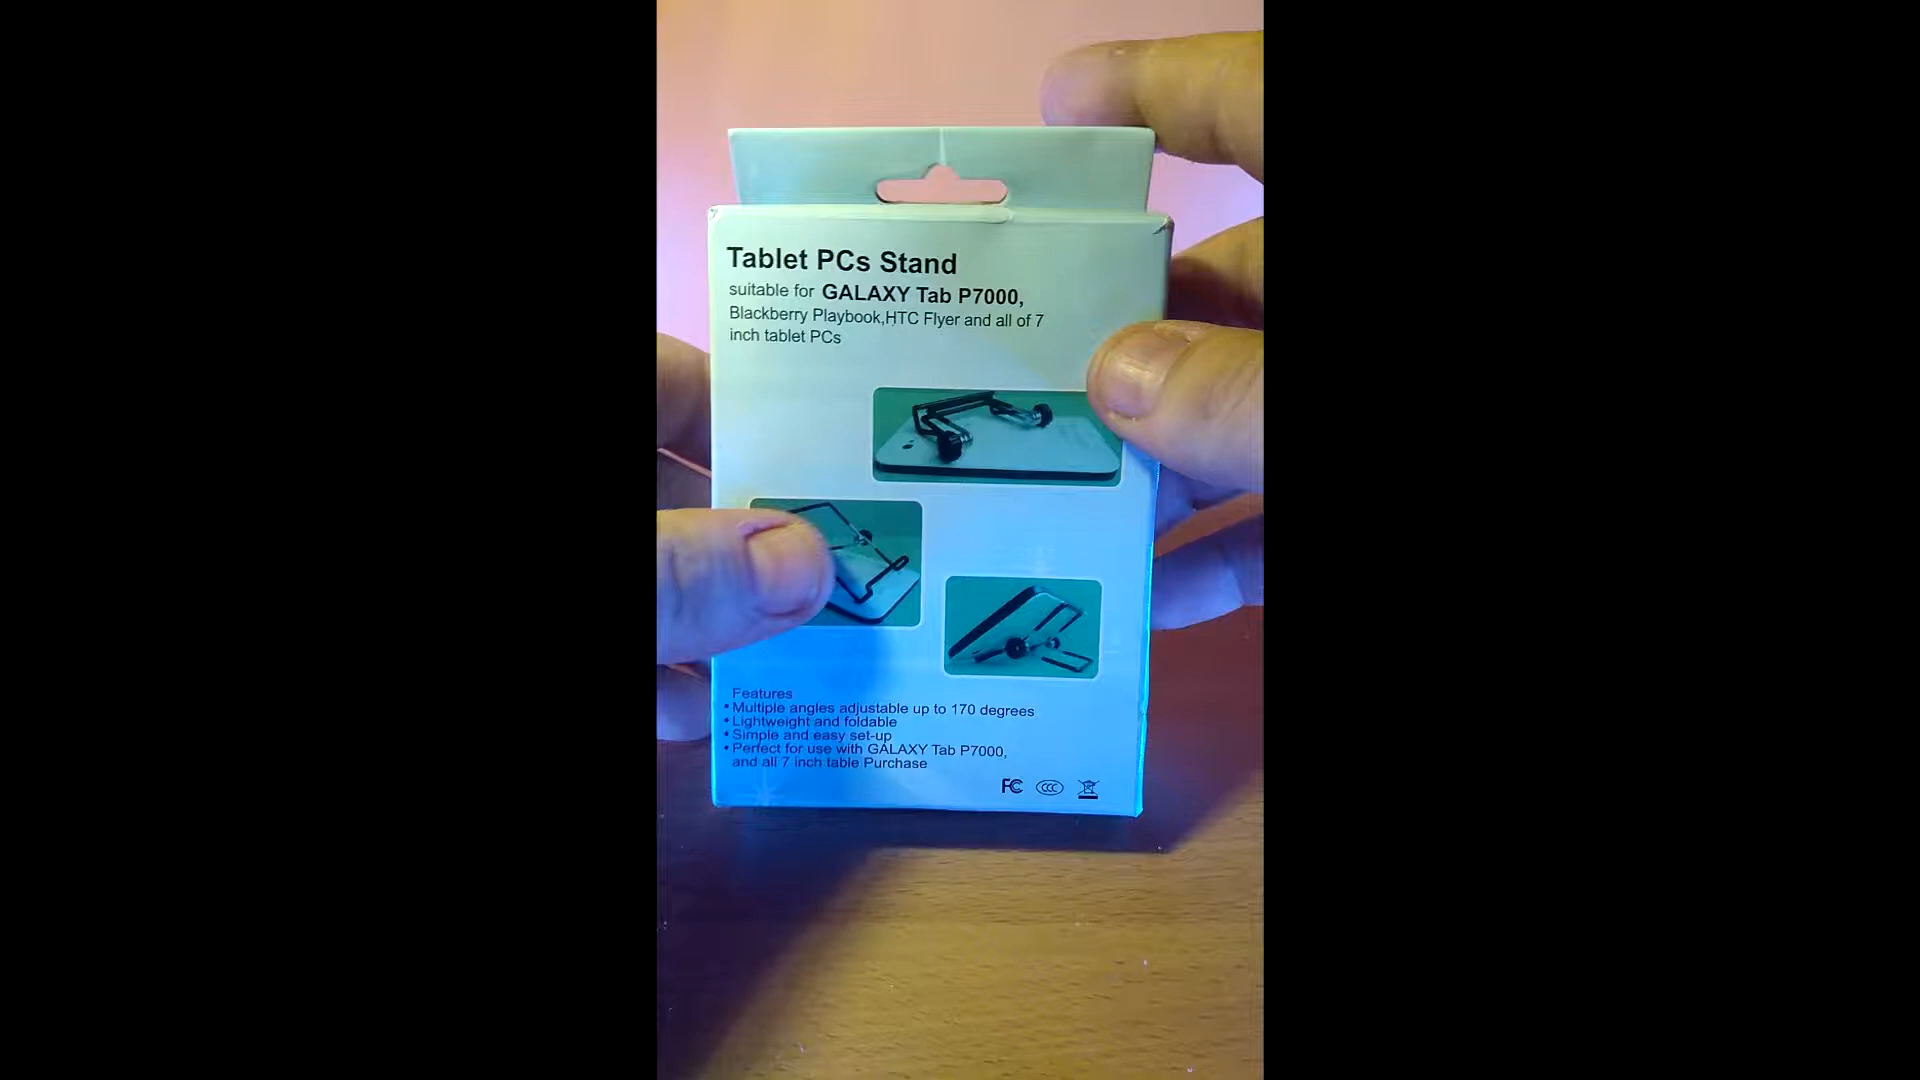 Tablet PCs Stand
suitable for GALAXY Tab P7000,
Blackberry Playbook,HTC Flyer and all of 7
inch tablet PCs
Features
• Multiple angles adjustable up to 170 degrees
• Lightweight and foldable
• Simple and easy set-up
• Perfect for use with GALAXY Tab P7000,
and all 7 inch table Purchase
FC CCC